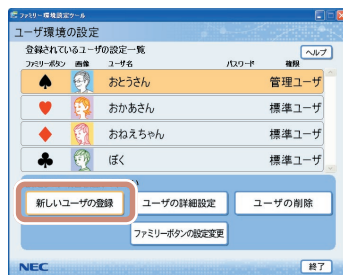 ファミリー環境設定ツール
ユーザ環境の設定
登録されているユーザの設定一覧
ヘルプ
ファミリーボタン 画像 ユーザ名 パスワード 権限
おとうさん 管理ユーザ
おかあさん 標準ユーザ
おねえちゃん 標準ユーザ
ぼく 標準ユーザ
新しいユーザの登録 ユーザの詳細設定 ユーザの削除
ファミリーボタンの設定変更
NEC 終了